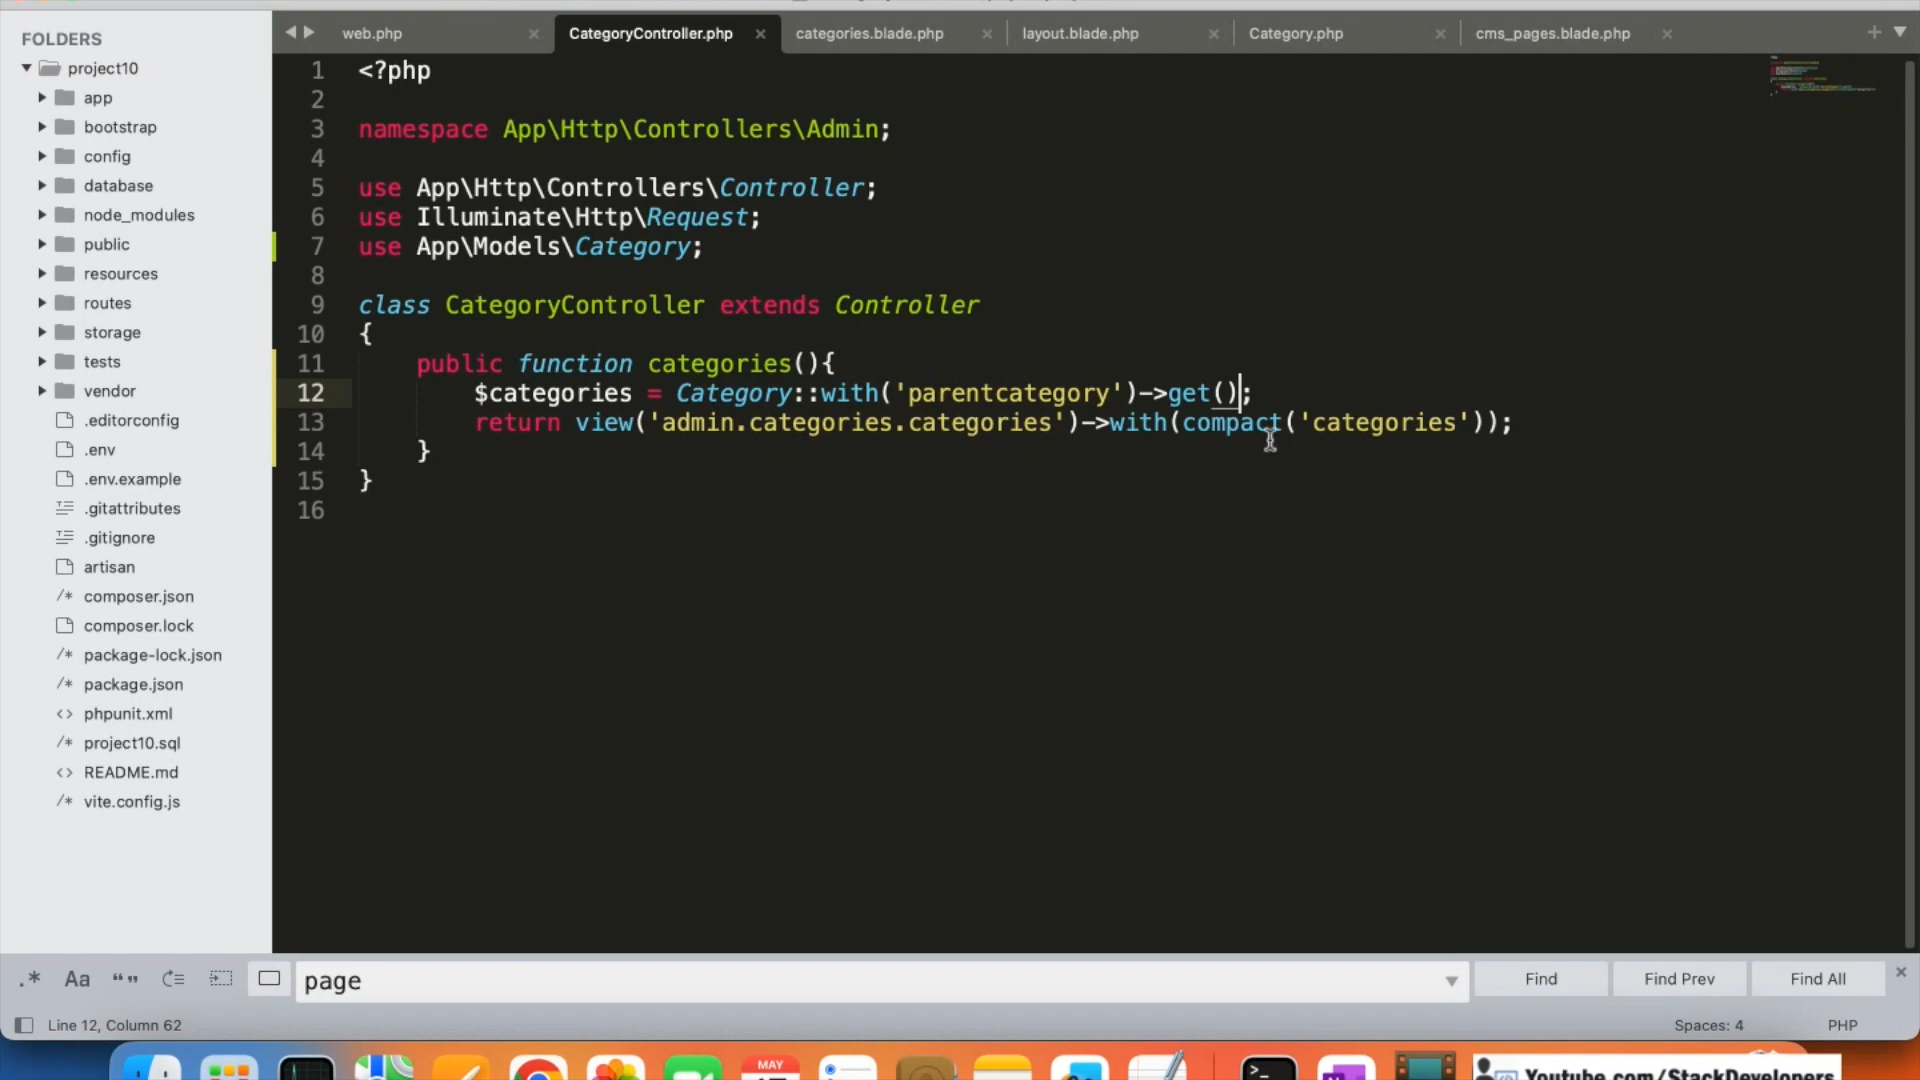 FOLDERS
project10
app
bootstrap
config
database
node_modules
public
resources
routes
storage
tests
vendor
.editorconfig
.env
.env.example
.gitattributes
.gitignore
artisan
/* composer.json
composer.lock
/* package-lock.json
/* package.json
<> phpunit.xml
/* project10.sql
<> README.md
/* vite.config.js
web.php
CategoryController.php
categories.blade.php
layout.blade.php
Category.php
cms_pages.blade.php
1 <?php
2
3 namespace App\Http\Controllers\Admin;
4
5 use App\Http\Controllers\Controller;
6 use Illuminate\Http\Request;
7 use App\Models\Category;
8
9 class CategoryController extends Controller
10 {
11 public function categories(){
12 $categories = Category::with('parentcategory')->get();
13 return view('admin.categories.categories')->with(compact('categories'));
14 }
15 }
16
.* Aa “” page Find Find Prev Find All
Line 12, Column 62 Spaces: 4 PHP
MAY
Youtube.com/StackDevelopers